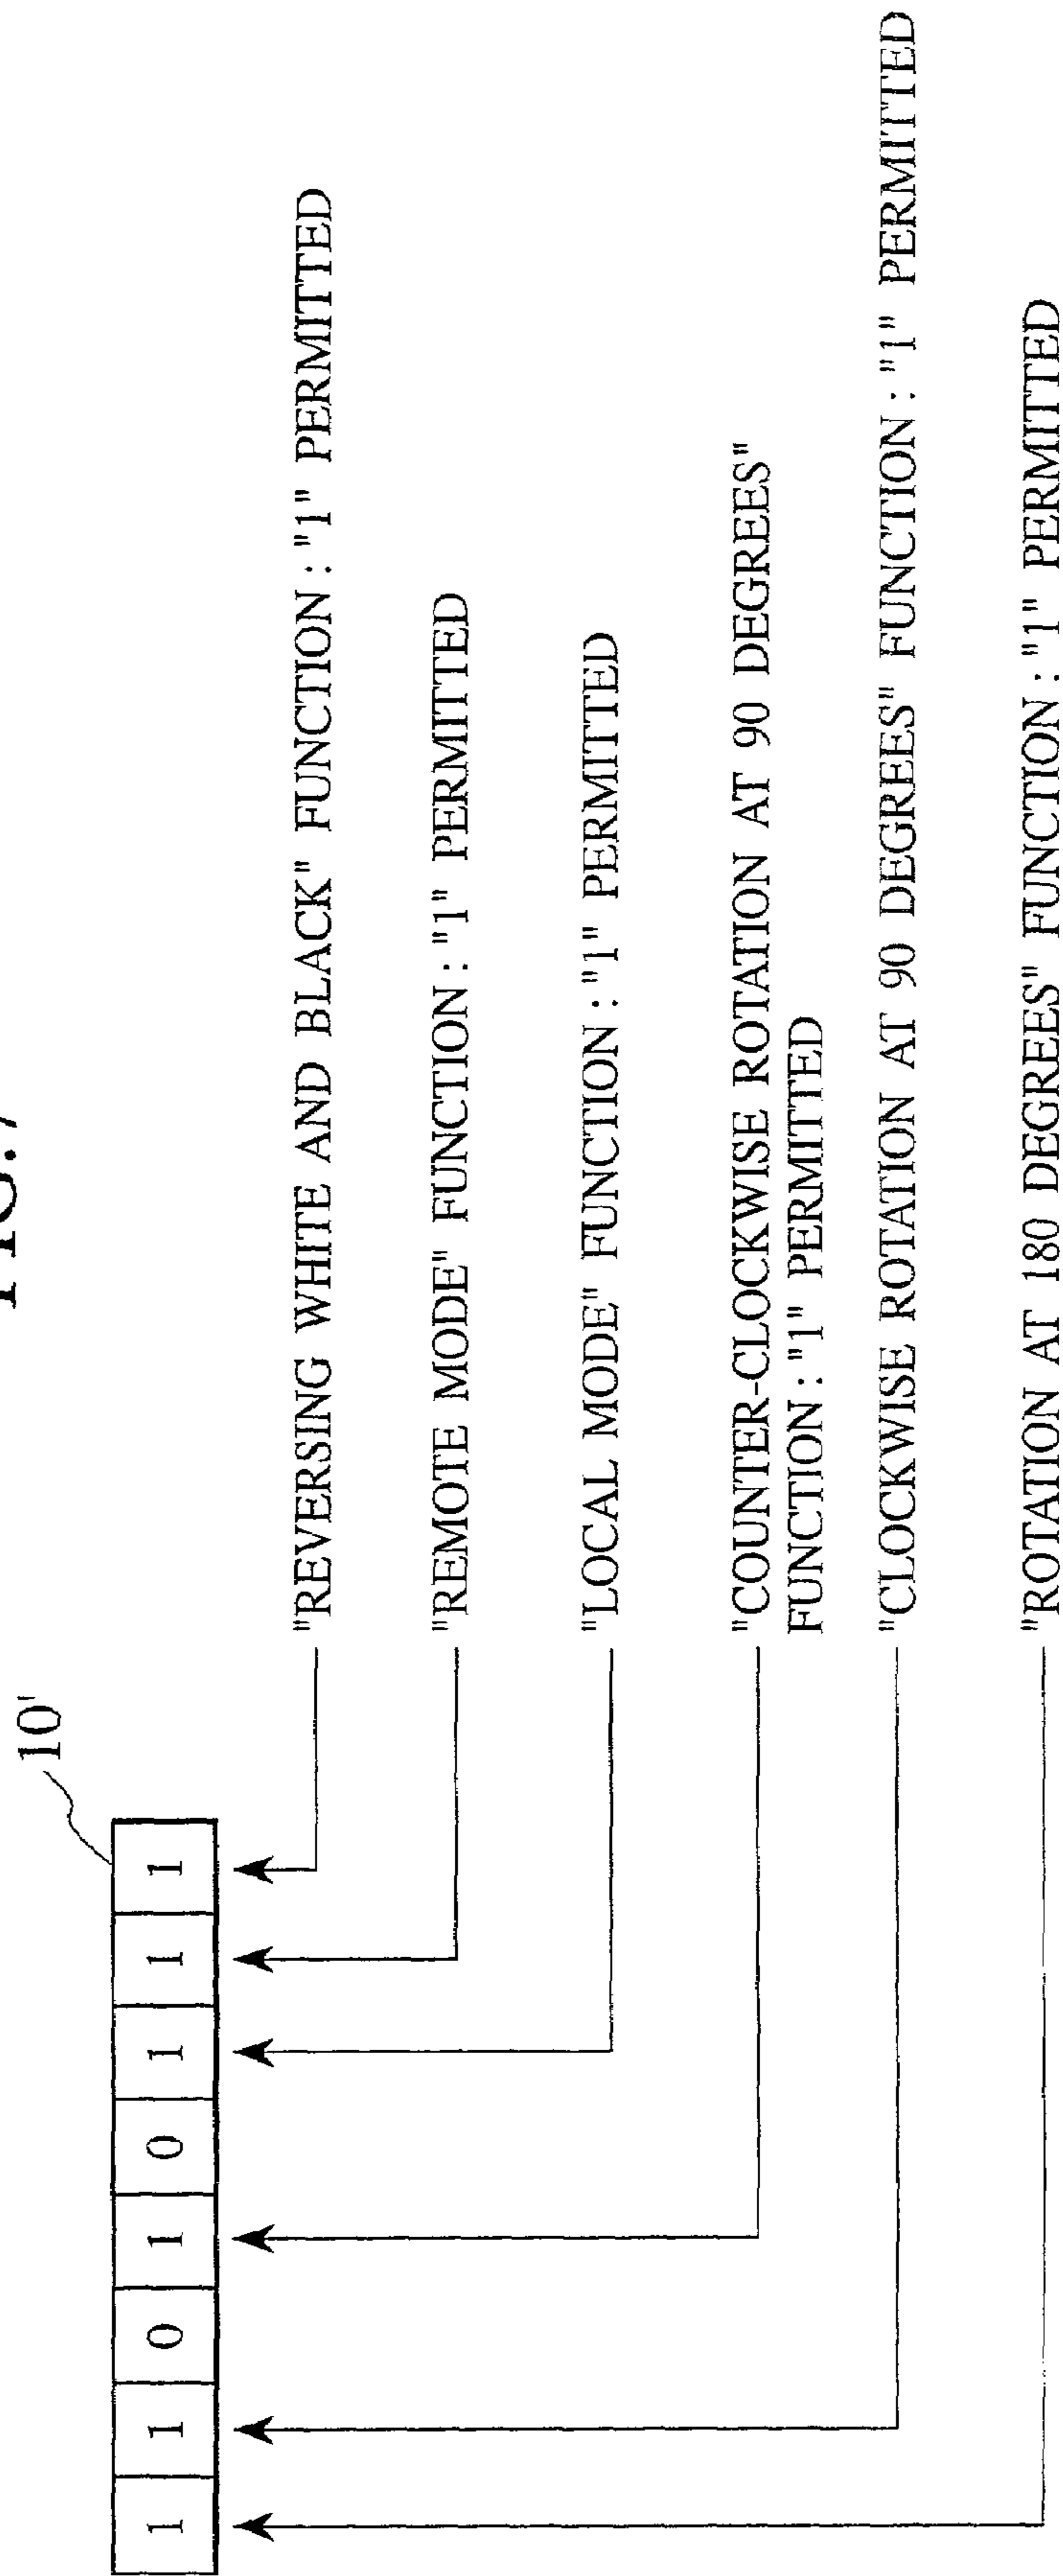 FIG.7
10'
1 1 0 1 0 1 1 1
"REVERSING WHITE AND BLACK" FUNCTION : "1" PERMITTED
"REMOTE MODE" FUNCTION : "1" PERMITTED
"LOCAL MODE" FUNCTION : "1" PERMITTED
"COUNTER-CLOCKWISE ROTATION AT 90 DEGREES"
FUNCTION : "1" PERMITTED
"CLOCKWISE ROTATION AT 90 DEGREES" FUNCTION : "1" PERMITTED
"ROTATION AT 180 DEGREES" FUNCTION : "1" PERMITTED